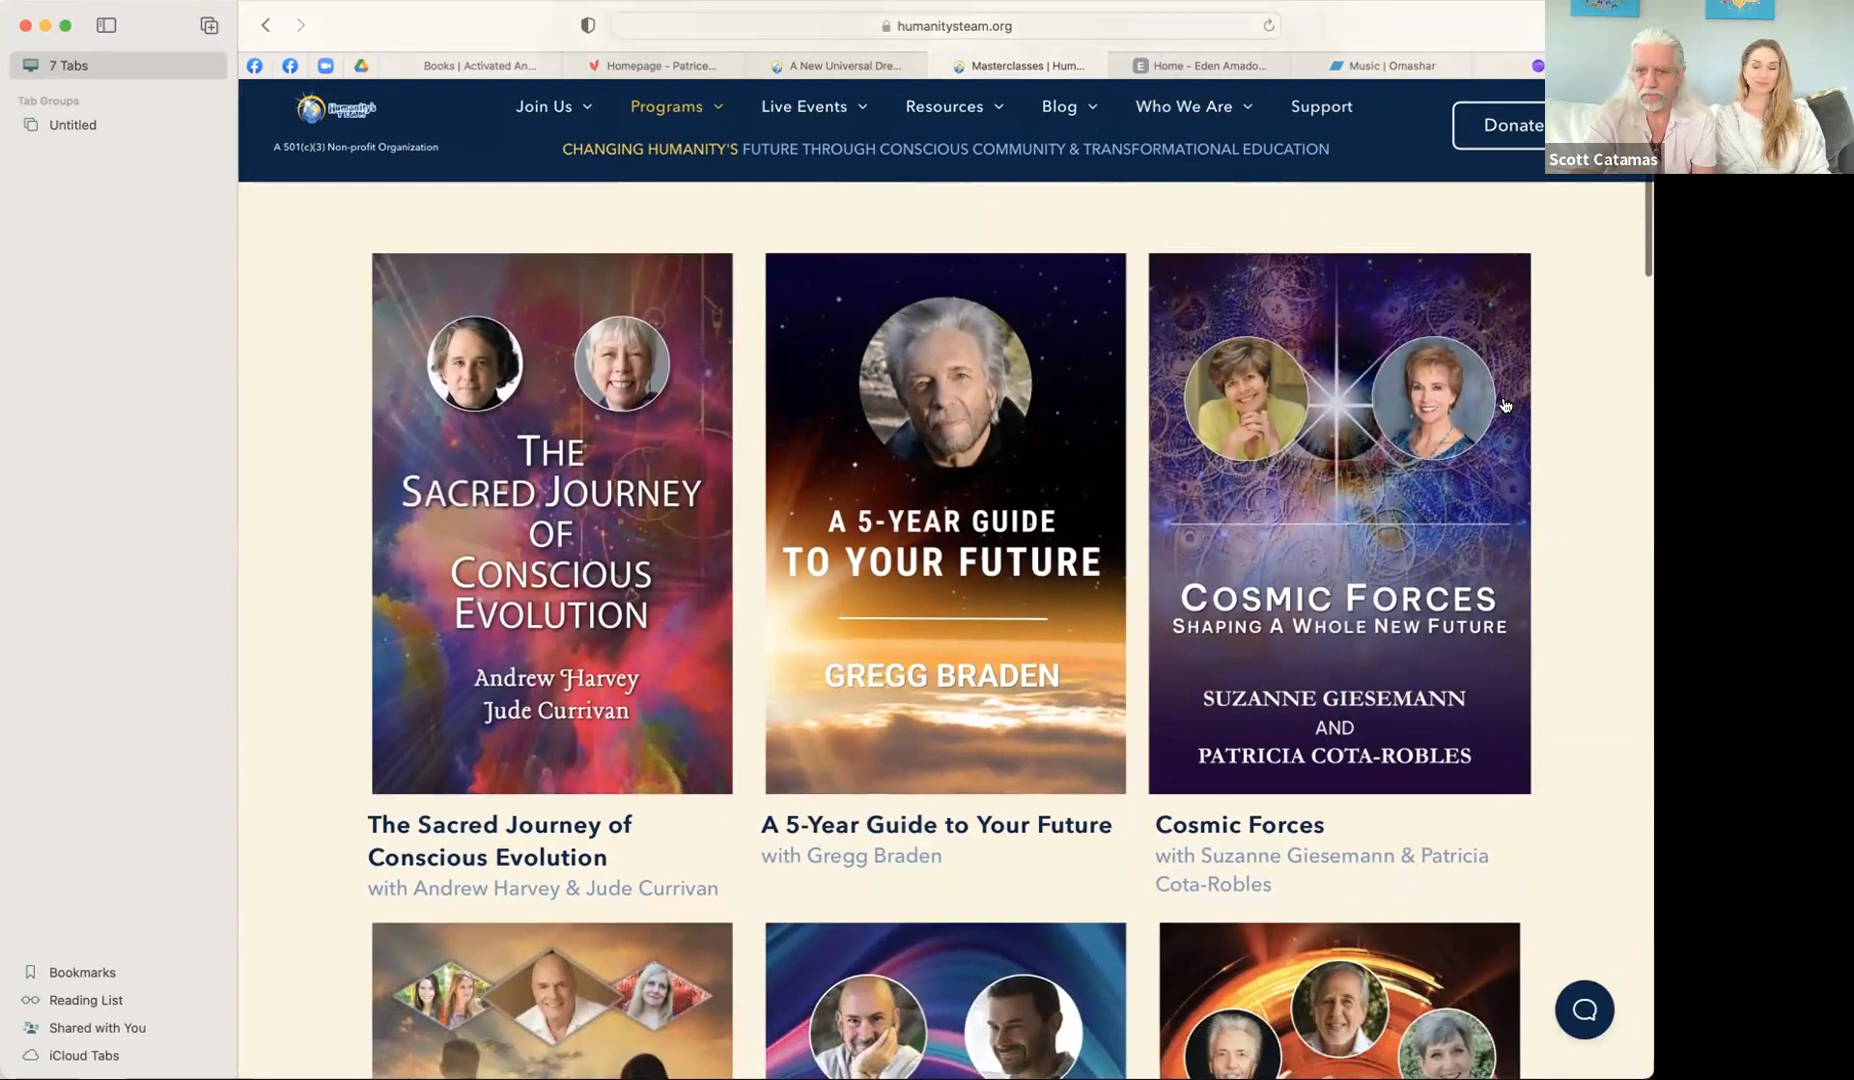 7 Tabs
Tab Groups
Untitled
Bookmarks
Reading List
Shared with You
iCloud Tabs
humanitysteam.org
Books | Activated An...
Homepage - Patrice...
A New Universal Dre...
Masterclasses | Hum...
Home - Eden Amado...
Music | Omashar
Humanity's
TEAM
A 501(c)(3) Non-profit Organization
Join Us
Programs
Live Events
Resources
Blog
Who We Are
Support
Donate
CHANGING HUMANITY'S FUTURE THROUGH CONSCIOUS COMMUNITY & TRANSFORMATIONAL EDUCATION
Scott Catamas
THE
SACRED JOURNEY
OF
CONSCIOUS
EVOLUTION
Andrew Harvey
Jude Currivan
The Sacred Journey of
Conscious Evolution
with Andrew Harvey & Jude Currivan
A 5-YEAR GUIDE
TO YOUR FUTURE
GREGG BRADEN
A 5-Year Guide to Your Future
with Gregg Braden
COSMIC FORCES
SHAPING A WHOLE NEW FUTURE
SUZANNE GIESEMANN
AND
PATRICIA COTA-ROBLES
Cosmic Forces
with Suzanne Giesemann & Patricia
Cota-Robles